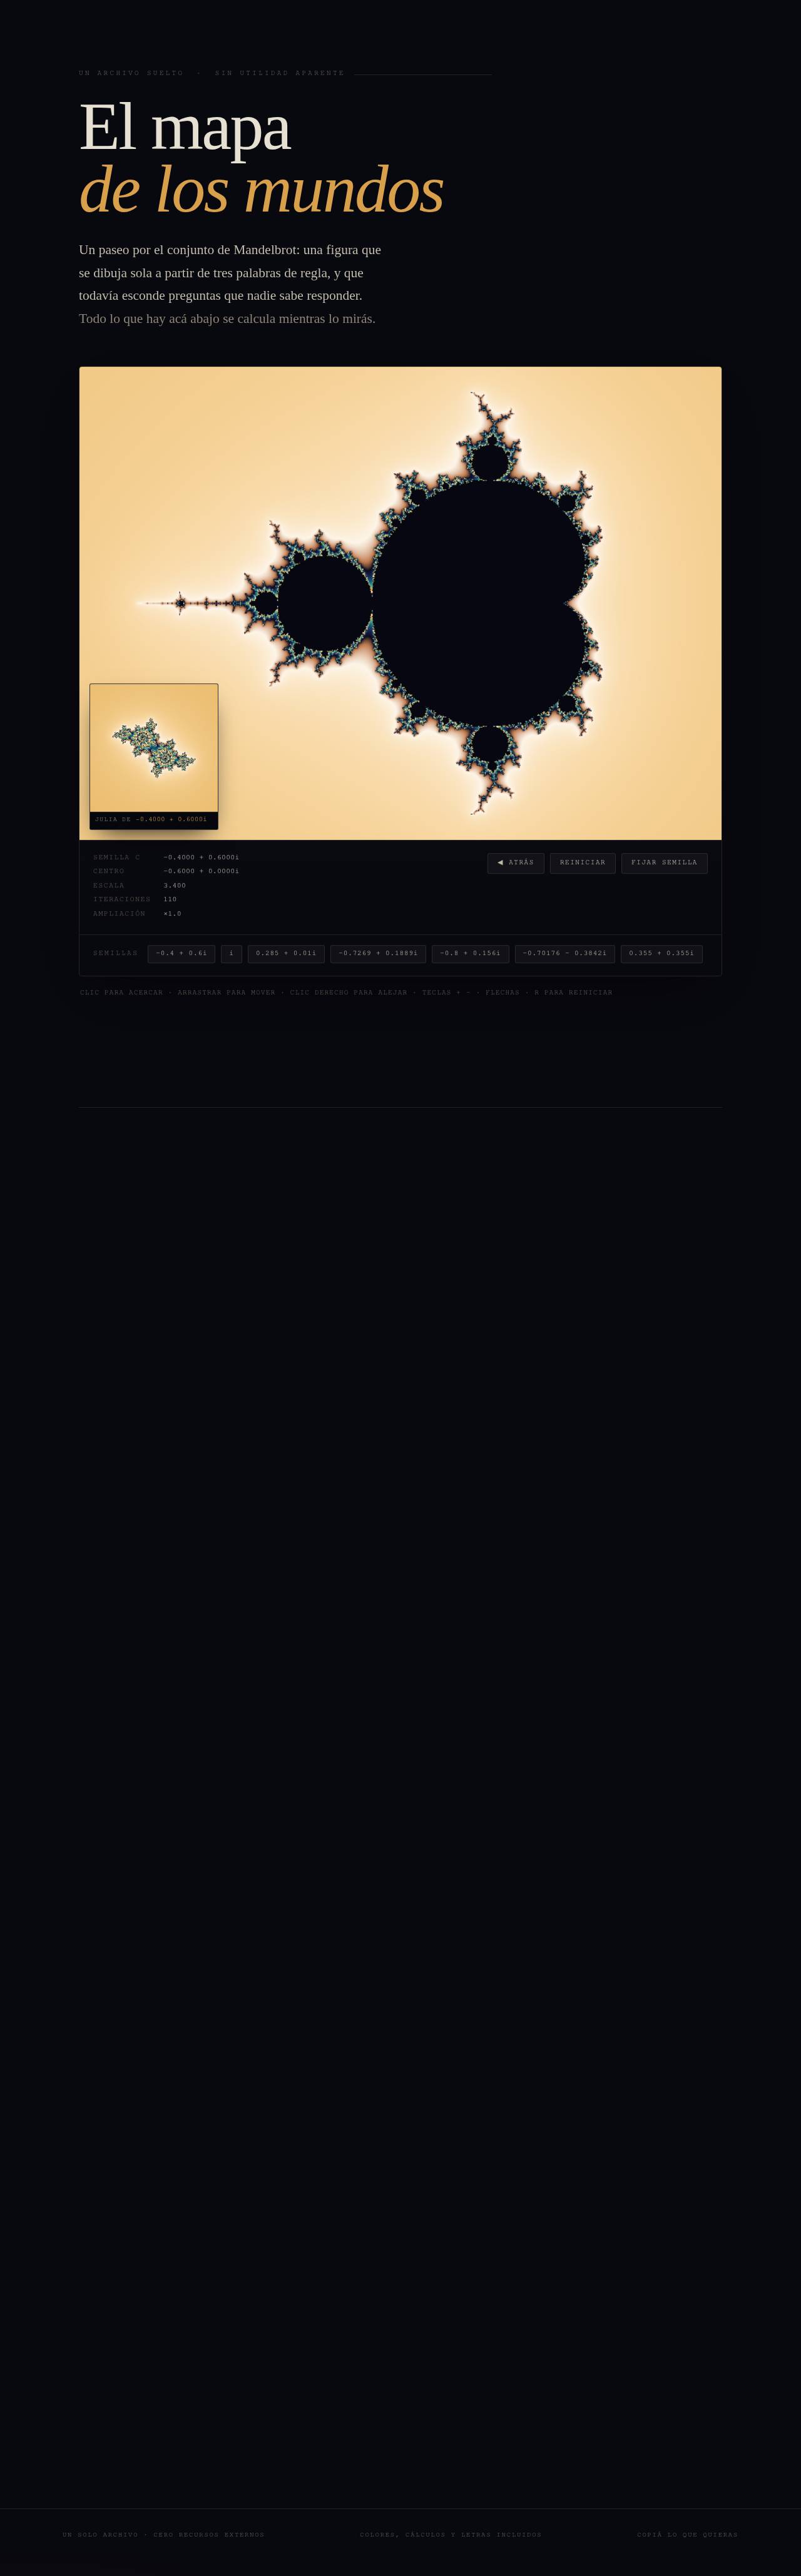 UN ARCHIVO SUELTO · SIN UTILIDAD APARENTE
El mapa
de los mundos
Un paseo por el conjunto de Mandelbrot: una figura que
se dibuja sola a partir de tres palabras de regla, y que
todavía esconde preguntas que nadie sabe responder.
Todo lo que hay acá abajo se calcula mientras lo mirás.
JULIA DE −0.4000 + 0.6000i
SEMILLA C −0.4000 + 0.6000i
CENTRO −0.6000 + 0.0000i
ESCALA 3.400
ITERACIONES 110
AMPLIACIÓN ×1.0
◀ ATRÁS REINICIAR FIJAR SEMILLA
SEMILLAS −0.4 + 0.6i i 0.285 + 0.01i −0.7269 + 0.1889i −0.8 + 0.156i −0.70176 − 0.3842i 0.355 + 0.355i
CLIC PARA ACERCAR · ARRASTRAR PARA MOVER · CLIC DERECHO PARA ALEJAR · TECLAS + − · FLECHAS · R PARA REINICIAR
UN SOLO ARCHIVO · CERO RECURSOS EXTERNOS COLORES, CÁLCULOS Y LETRAS INCLUIDOS COPIÁ LO QUE QUIERAS